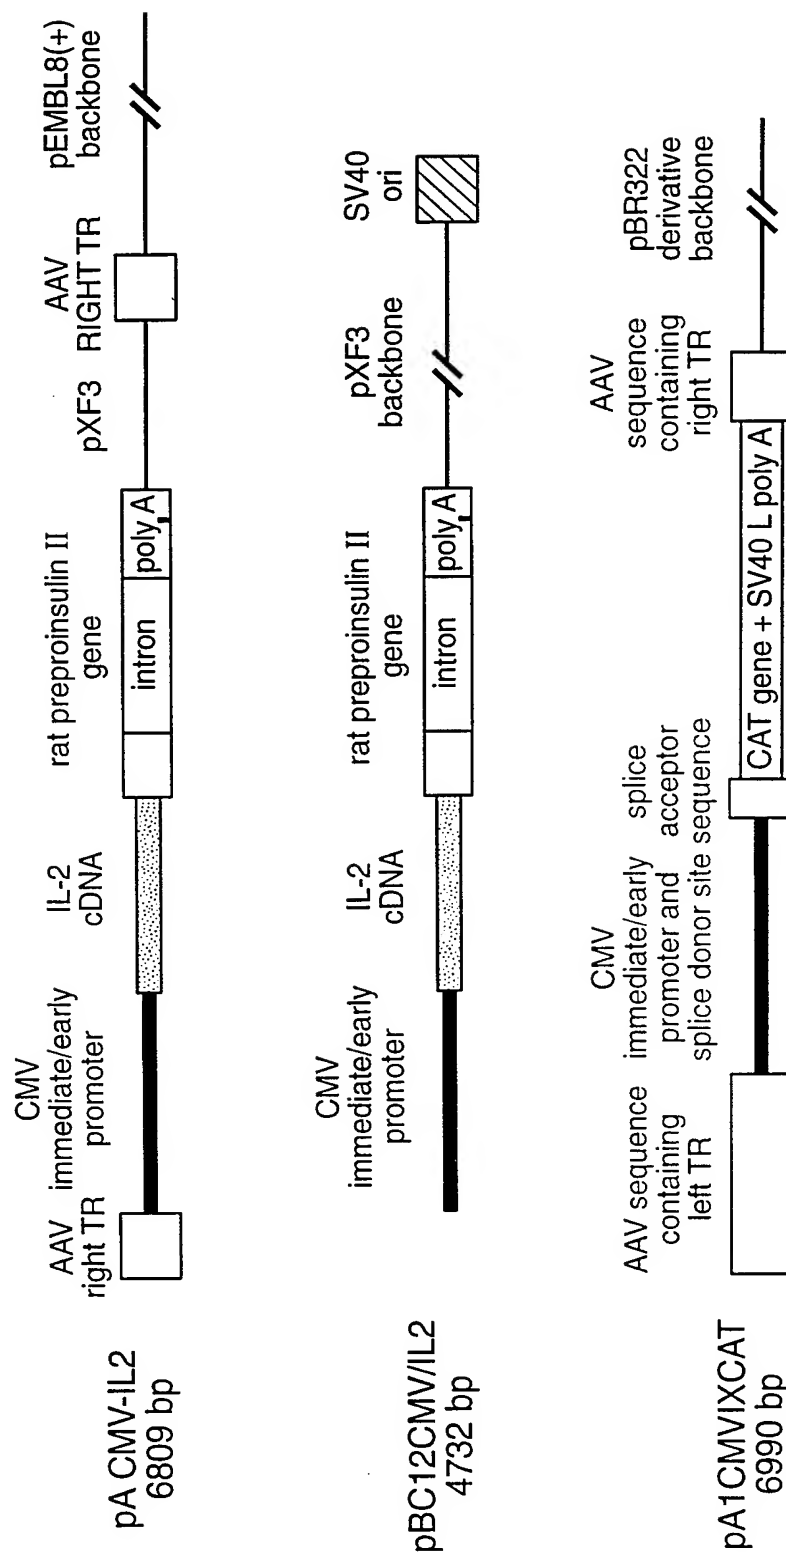 pA CMV-IL2
6809 bp
AAV
right TR
CMV
immediate/early
promoter
IL-2
cDNA
rat preproinsulin II
gene
intron
poly A
pXF3
AAV
RIGHT TR
pEMBL8(+)
backbone
pBC12CMV/IL2
4732 bp
CMV
immediate/early
promoter
IL-2
cDNA
rat preproinsulin II
gene
intron
poly A
pXF3
backbone
SV40
ori
pA1CMVIXCAT
6990 bp
AAV sequence
containing
left TR
CMV
immediate/early
promoter and
splice donor site
splice
acceptor
sequence
CAT gene + SV40 L poly A
AAV
sequence
containing
right TR
pBR322
derivative
backbone